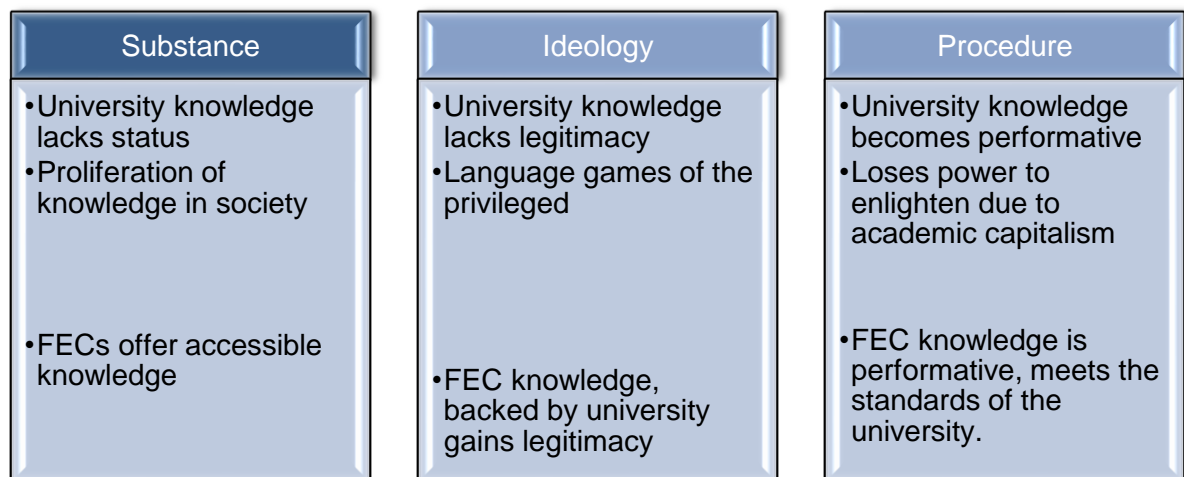 Substance
•University knowledge
lacks status
•Proliferation of
knowledge in society
•FECs offer accessible
knowledge
Ideology
•University knowledge
lacks legitimacy
•Language games of the
privileged
•FEC knowledge,
backed by university
gains legitimacy
Procedure
•University knowledge
becomes performative
•Loses power to
enlighten due to
academic capitalism
•FEC knowledge is
performative, meets the
standards of the
university.